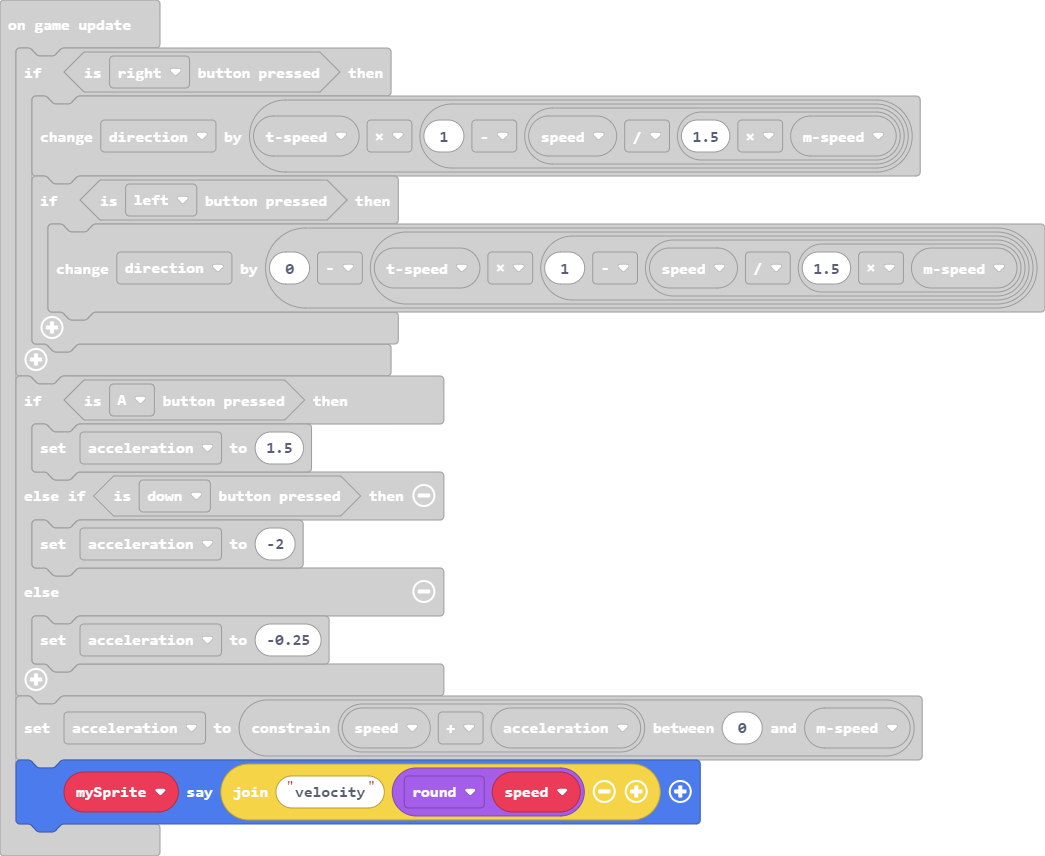 on game update
if is right button pressed then
change direction by t-speed × 1 - speed / 1.5 × m-speed
if is left button pressed then
change direction by 0 - t-speed × 1 - speed / 1.5 × m-speed
if is A button pressed then
set acceleration to 1.5
else if is down button pressed then
set acceleration to -2
else
set acceleration to -0.25
set acceleration to constrain speed + acceleration between 0 and m-speed
mySprite say join "velocity" round speed